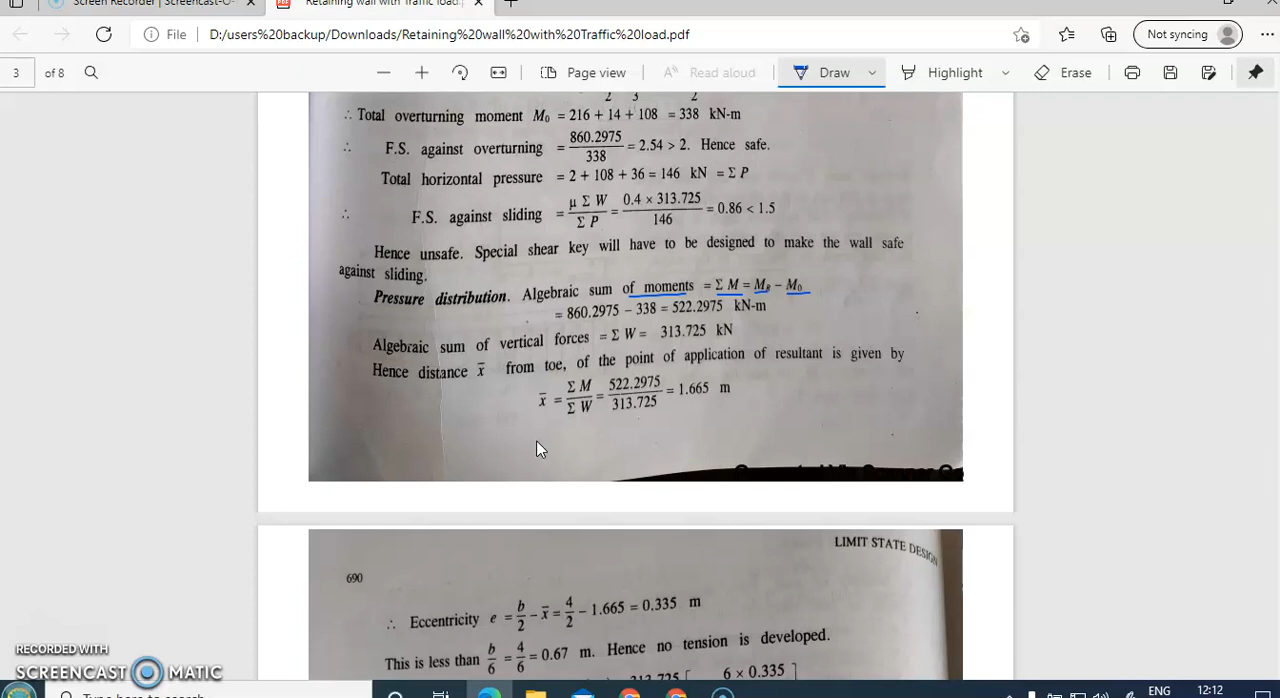 Screen Recorder | Screencast-O-
Retaining wall with Traffic load.
File
D:/users%20backup/Downloads/Retaining%20wall%20with%20Traffic%20load.pdf
Not syncing
3 of 8
Page view
Read aloud
Draw
Highlight
Erase
2 3 2
∴ Total overturning moment M₀ = 216 + 14 + 108 = 338 kN-m
∴ F.S. against overturning = 860.2975 / 338 = 2.54 > 2. Hence safe.
Total horizontal pressure = 2 + 108 + 36 = 146 kN = Σ P
∴ F.S. against sliding = μ Σ W / Σ P = 0.4 × 313.725 / 146 = 0.86 < 1.5
Hence unsafe. Special shear key will have to be designed to make the wall safe
against sliding.
Pressure distribution. Algebraic sum of moments = Σ M = M_R − M₀
= 860.2975 − 338 = 522.2975 kN-m
Algebraic sum of vertical forces = Σ W = 313.725 kN
Hence distance x̄ from toe, of the point of application of resultant is given by
x̄ = Σ M / Σ W = 522.2975 / 313.725 = 1.665 m
LIMIT STATE DESIGN
690
∴ Eccentricity e = b/2 − x̄ = 4/2 − 1.665 = 0.335 m
This is less than b/6 = 4/6 = 0.67 m. Hence no tension is developed.
6 × 0.335
RECORDED WITH
SCREENCAST MATIC
ENG
12:12